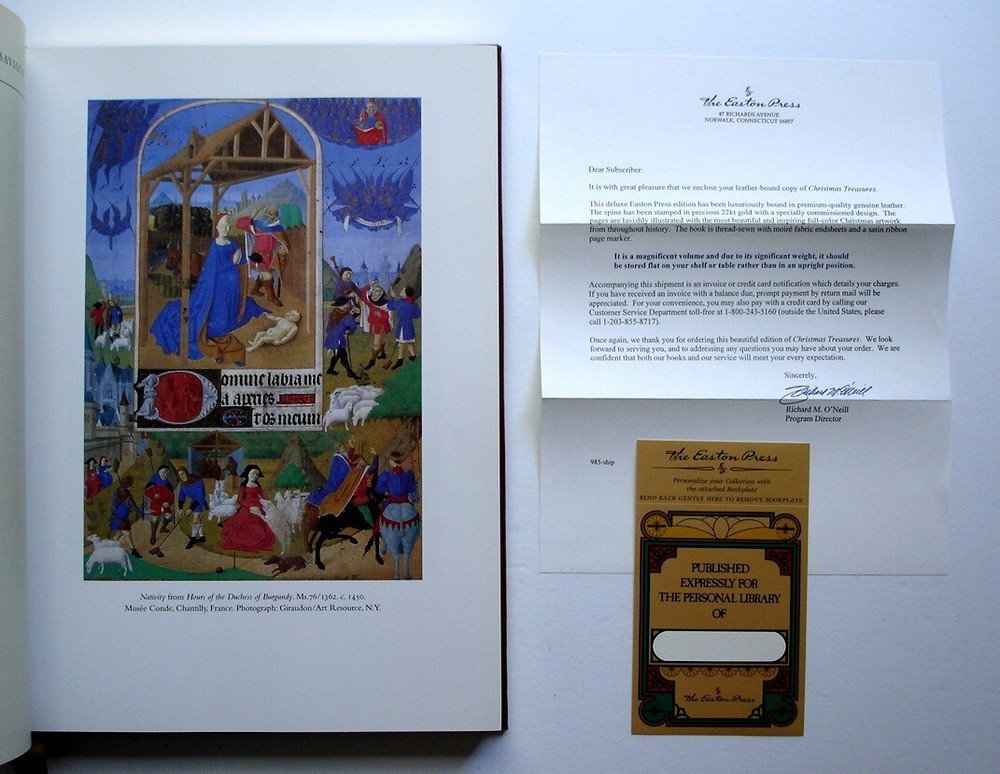 Nativity from Hours of the Duchess of Burgundy. Ms.76/1362. c. 1450.
Musée Conde, Chantilly, France. Photograph: Giraudon/Art Resource, N.Y.
The Easton Press
47 RICHARDS AVENUE
NORWALK, CONNECTICUT 06857
Dear Subscriber:
It is with great pleasure that we enclose your leather-bound copy of Christmas Treasures.
This deluxe Easton Press edition has been luxuriously bound in premium-quality genuine leather.
The spine has been stamped in precious 22kt gold with a specially commissioned design. The
pages are lavishly illustrated with the most beautiful and inspiring full-color Christmas artwork
from throughout history. The book is thread-sewn with moiré fabric endsheets and a satin ribbon
page marker.
It is a magnificent volume and due to its significant weight, it should
be stored flat on your shelf or table rather than in an upright position.
Accompanying this shipment is an invoice or credit card notification which details your charges.
If you have received an invoice with a balance due, prompt payment by return mail will be
appreciated. For your convenience, you may also pay with a credit card by calling our
Customer Service Department toll-free at 1-800-243-5160 (outside the United States, please
call 1-203-855-8717).
Once again, we thank you for ordering this beautiful edition of Christmas Treasures. We look
forward to serving you, and to addressing any questions you may have about your order. We are
confident that both our books and our service will meet your every expectation.
Sincerely,
Richard M. O'Neill
Richard M. O'Neill
Program Director
985-ship
The Easton Press
Personalize your Collection with
the attached Bookplate
BEND BACK GENTLY HERE TO REMOVE BOOKPLATE
PUBLISHED
EXPRESSLY FOR
THE PERSONAL LIBRARY
OF
The Easton Press